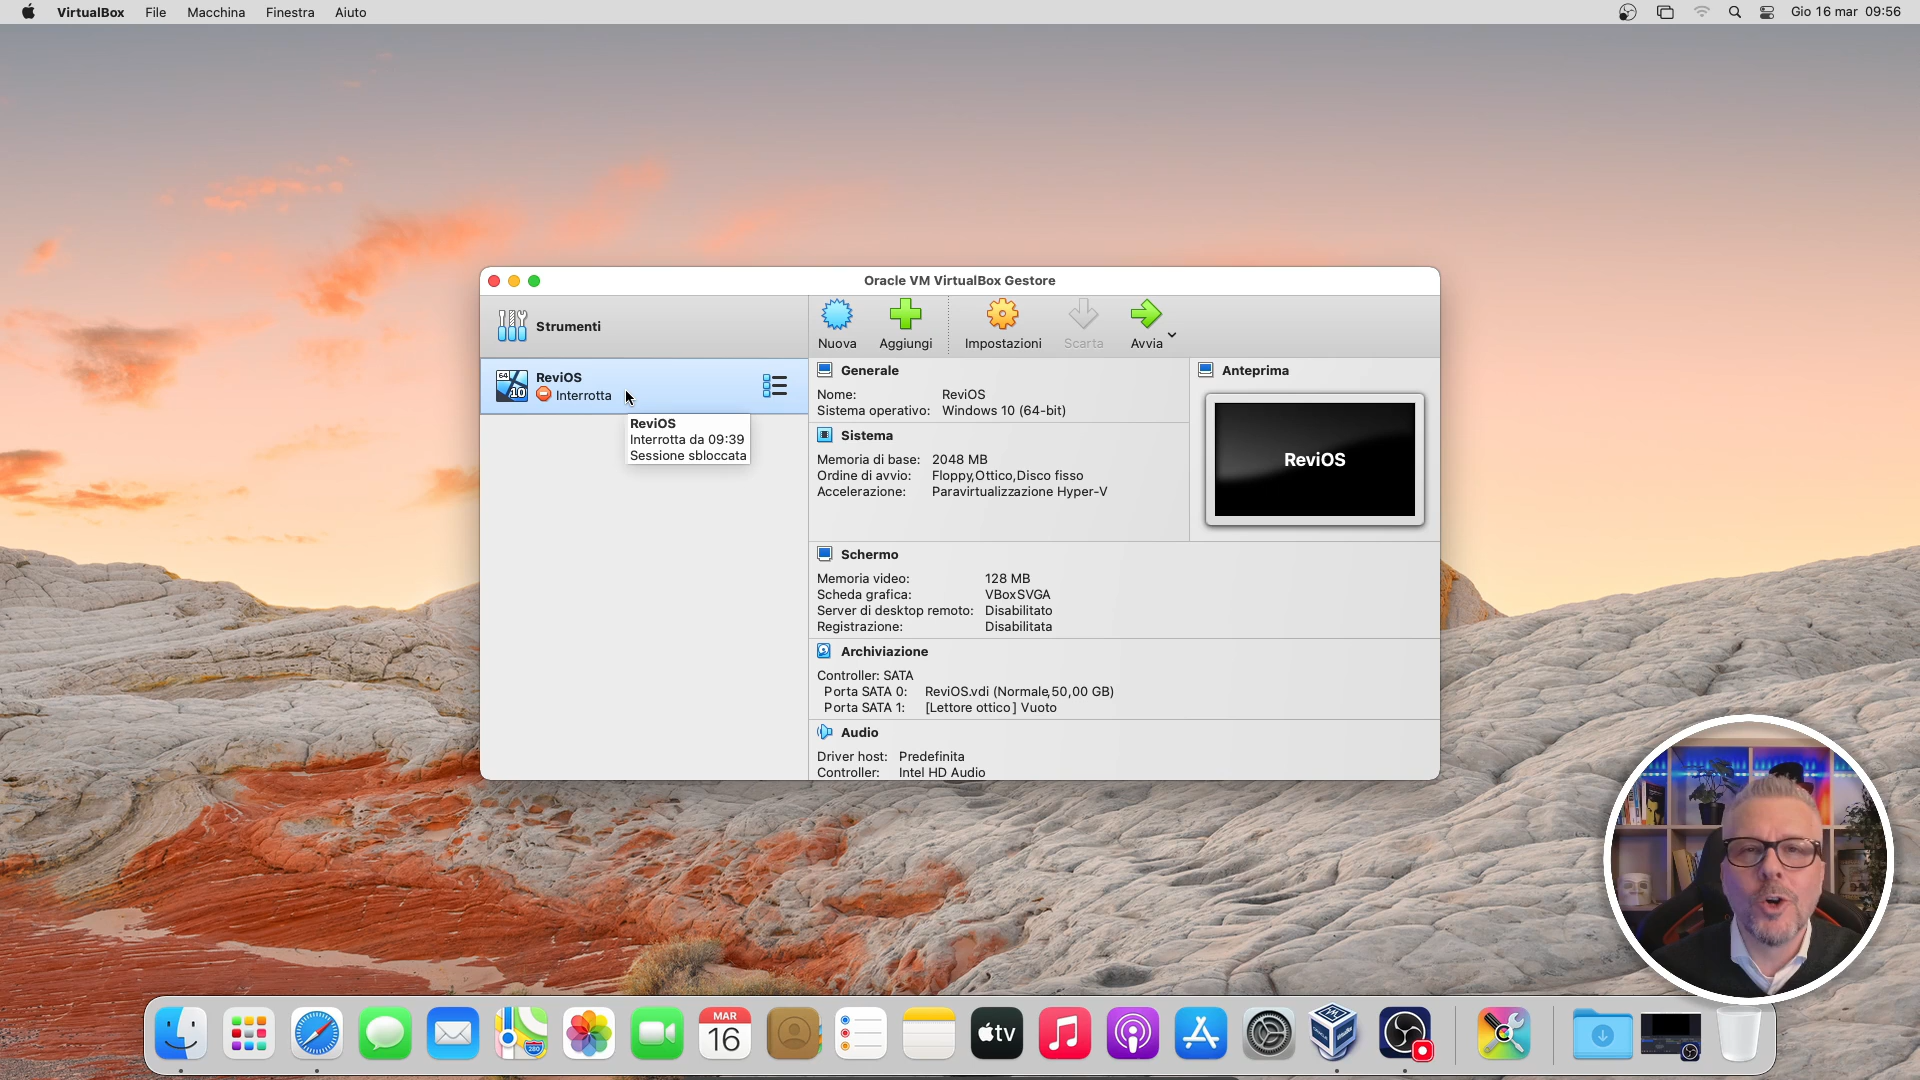 VirtualBox File Macchina Finestra Aiuto
Gio 16 mar 09:56
Oracle VM VirtualBox Gestore
Strumenti
Nuova
Aggiungi
Impostazioni
Scarta
Avvia
64
10
ReviOS
Interrotta
ReviOS
Interrotta da 09:39
Sessione sbloccata
Generale
Nome: ReviOS
Sistema operativo: Windows 10 (64-bit)
Sistema
Memoria di base: 2048 MB
Ordine di avvio: Floppy,Ottico,Disco fisso
Accelerazione: Paravirtualizzazione Hyper-V
Anteprima
ReviOS
Schermo
Memoria video: 128 MB
Scheda grafica: VBoxSVGA
Server di desktop remoto: Disabilitato
Registrazione: Disabilitata
Archiviazione
Controller: SATA
Porta SATA 0: ReviOS.vdi (Normale,50,00 GB)
Porta SATA 1: [Lettore ottico] Vuoto
Audio
Driver host: Predefinita
Controller: Intel HD Audio
280
MAR
16
tv